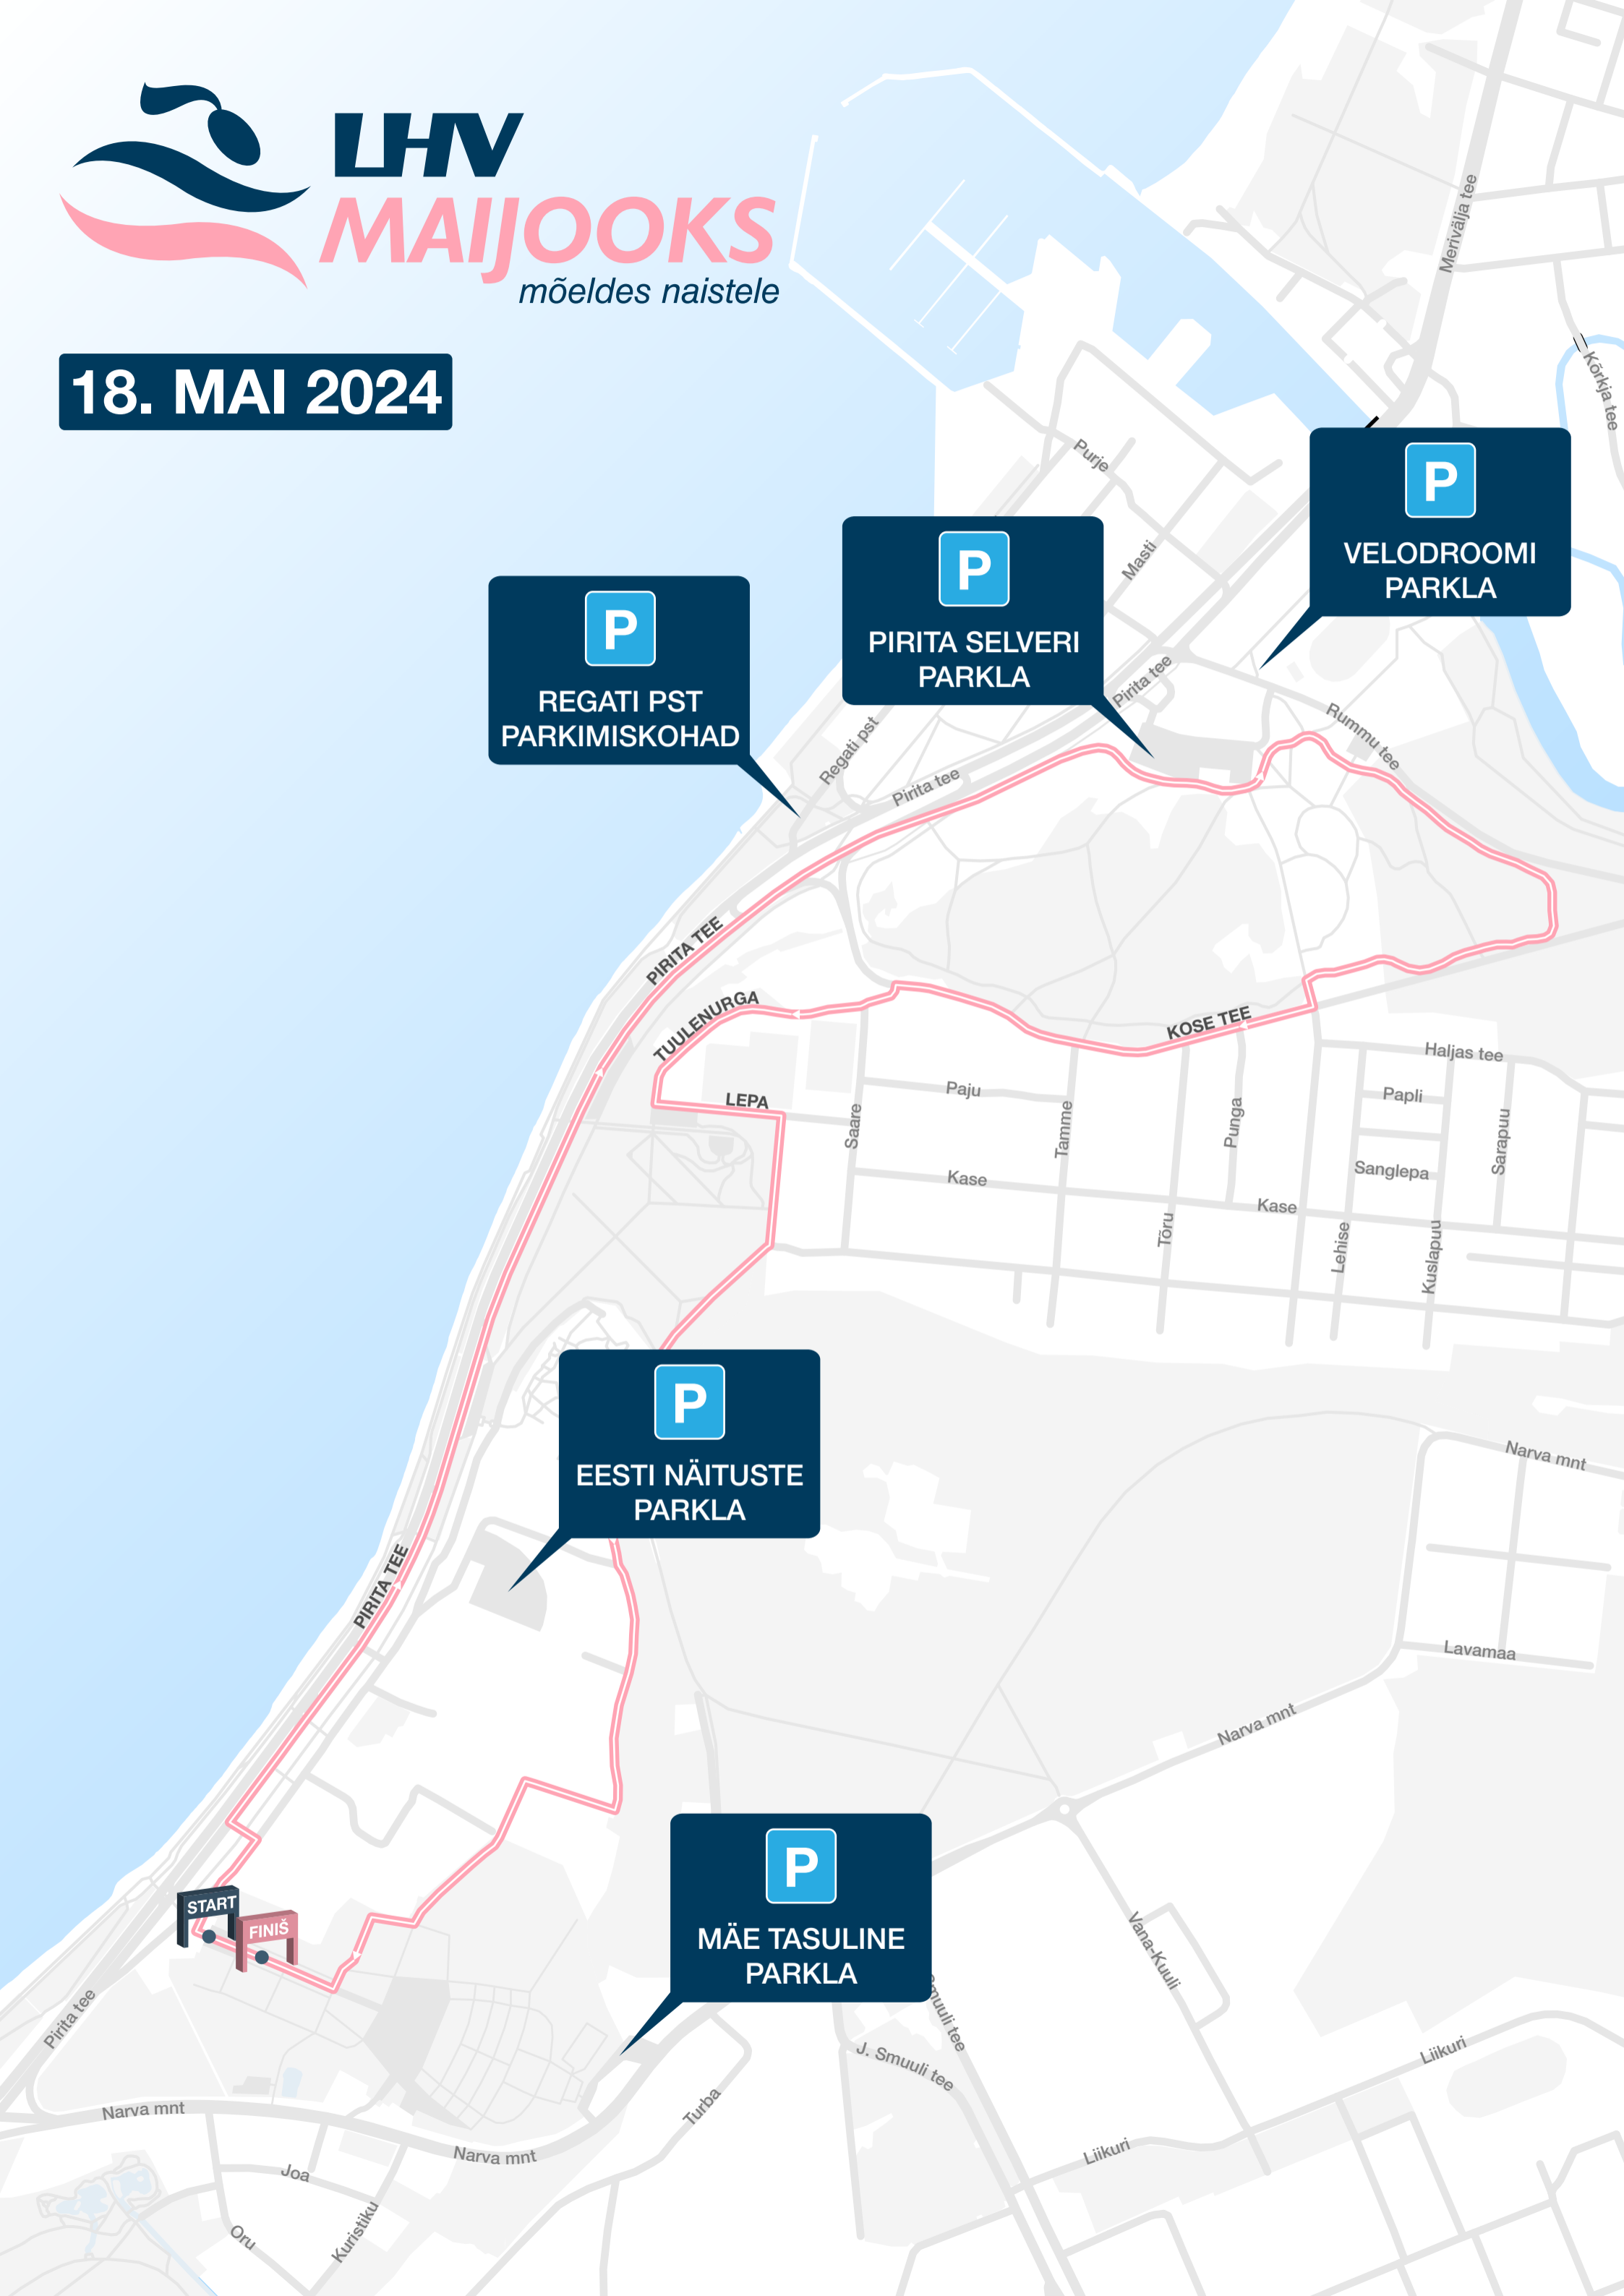 LHV
MAIJOOKS
mõeldes naistele
18. MAI 2024
Merivälja tee
Kõrkja tee
Purje
Masti
P
VELODROOMI
PARKLA
P
PIRITA SELVERI
PARKLA
P
REGATI PST
PARKIMISKOHAD
Pirita tee
Regati pst
Rummu tee
Pirita tee
PIRITA TEE
TUULENURGA
KOSE TEE
LEPA
Haljas tee
Paju
Papli
Saare
Tamme
Punga
Sarapuu
Sanglepa
Kase
Kase
Tõru
Lehise
Kuslapuu
P
EESTI NÄITUSTE
PARKLA
Narva mnt
PIRITA TEE
Lavamaa
Narva mnt
P
MÄE TASULINE
PARKLA
START
FINIŠ
Vana-Kuuli
Pirita tee
muuli tee
J. Smuuli tee
Liikuri
Turba
Narva mnt
Narva mnt
Liikuri
Joa
Oru
Kuristiku